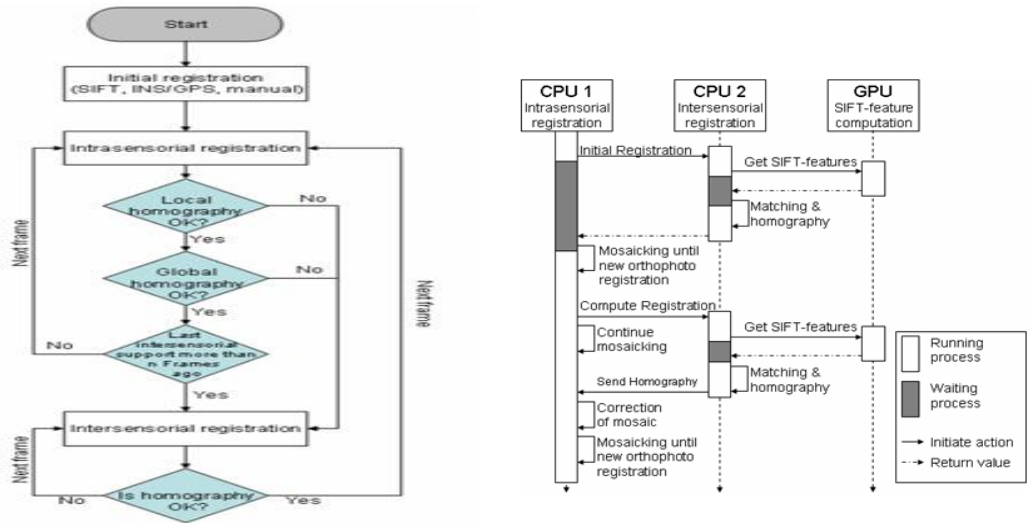 Start
Initial registration
(SIFT, INS/GPS, manual)
Intrasensorial registration
Local
homography
OK?
No
Yes
Global
homography
OK?
No
Yes
Last
intersensorial
support more than
n Frames
ago
No
Yes
Intersensorial registration
Is homography
OK?
No
Yes
Next frame
Next frame
Next frame
CPU 1
Intrasensorial
registration
CPU 2
Intersensorial
registration
GPU
SIFT-feature
computation
Initial Registration
Get SIFT-features
Matching &
homography
Mosaicking until
new orthophoto
registration
Compute Registration
Get SIFT-features
Continue
mosaicking
Matching &
homography
Send Homography
Correction
of mosaic
Mosaicking until
new orthophoto
registration
Running
process
Waiting
process
Initiate action
Return value